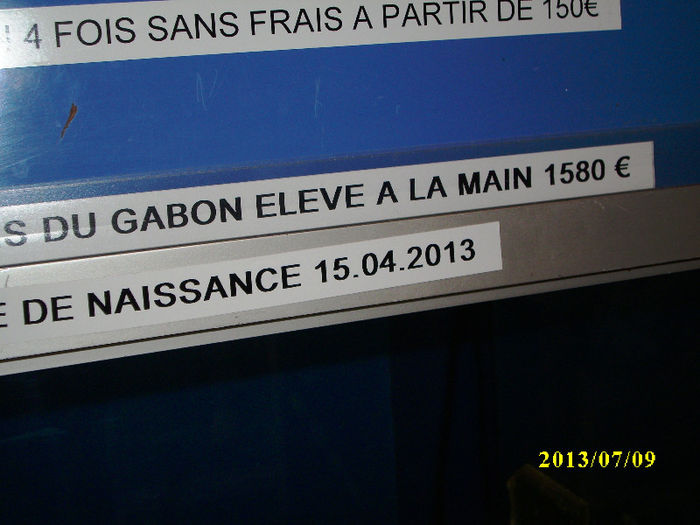 4 FOIS SANS FRAIS A PARTIR DE 150€
S DU GABON ELEVE A LA MAIN 1580 €
E DE NAISSANCE 15.04.2013
2013/07/09